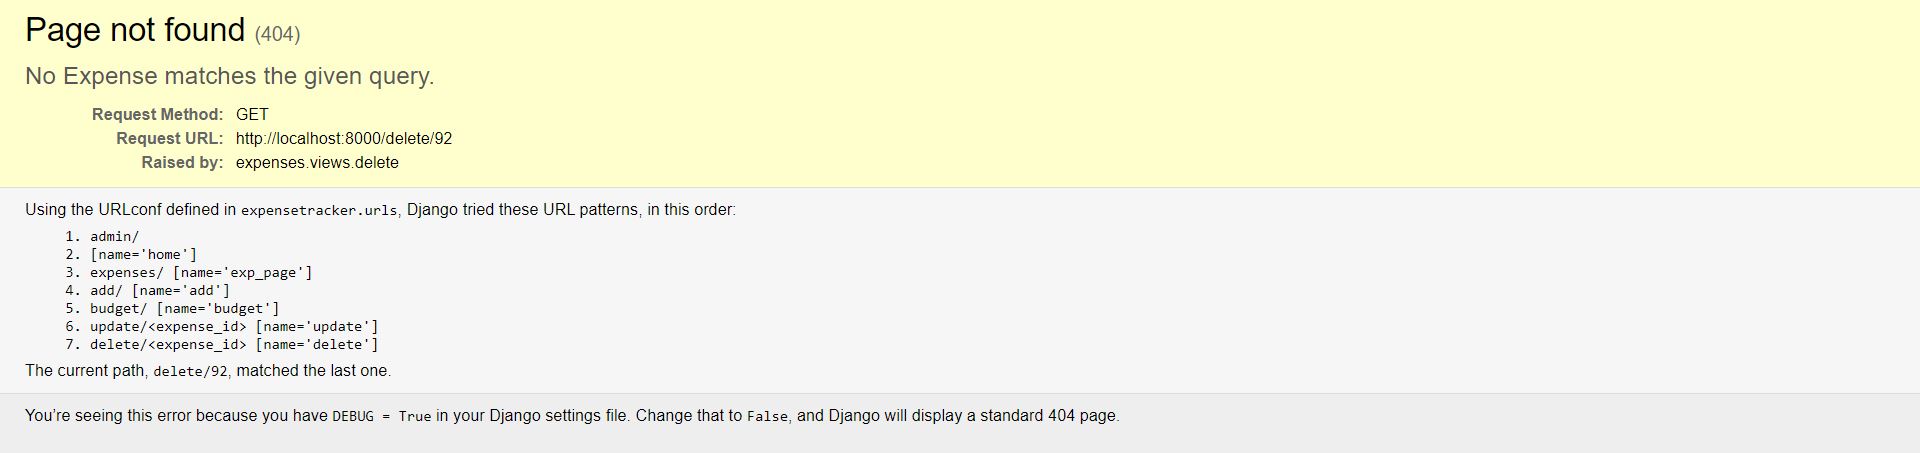 Page not found (404)
No Expense matches the given query.
Request Method: GET
Request URL: http://localhost:8000/delete/92
Raised by: expenses.views.delete
Using the URLconf defined in expensetracker.urls, Django tried these URL patterns, in this order:
1. admin/
2. [name='home']
3. expenses/ [name='exp_page']
4. add/ [name='add']
5. budget/ [name='budget']
6. update/<expense_id> [name='update']
7. delete/<expense_id> [name='delete']
The current path, delete/92, matched the last one.
You’re seeing this error because you have DEBUG = True in your Django settings file. Change that to False, and Django will display a standard 404 page.